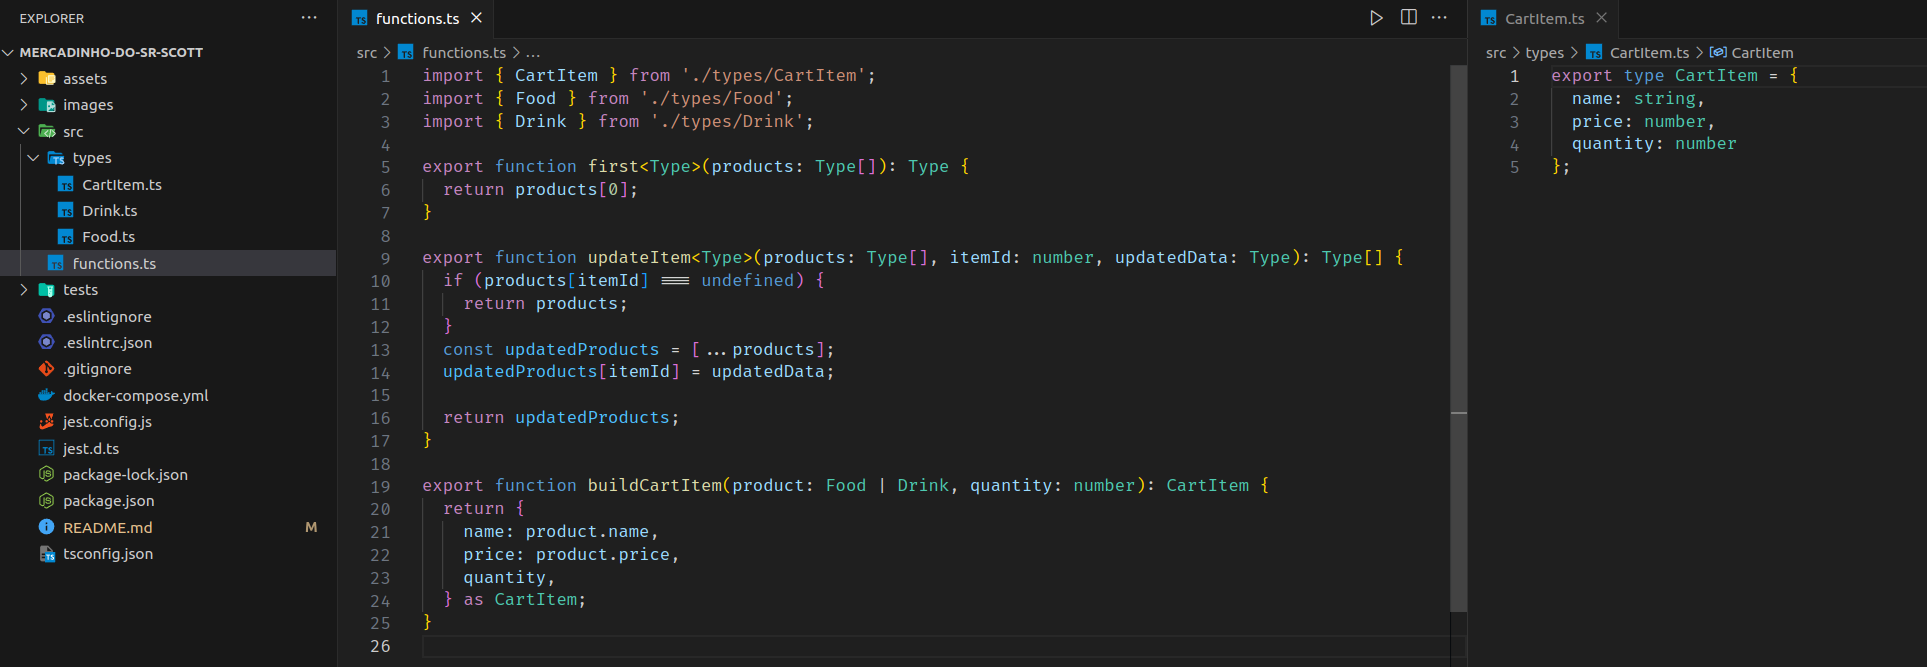 EXPLORER
···
MERCADINHO-DO-SR-SCOTT
assets
images
src
types
CartItem.ts
Drink.ts
Food.ts
functions.ts
tests
.eslintignore
.eslintrc.json
.gitignore
docker-compose.yml
jest.config.js
jest.d.ts
package-lock.json
package.json
README.md M
tsconfig.json
functions.ts
···
src > functions.ts > ...
1 import { CartItem } from './types/CartItem';
2 import { Food } from './types/Food';
3 import { Drink } from './types/Drink';
4
5 export function first<Type>(products: Type[]): Type {
6   return products[0];
7 }
8
9 export function updateItem<Type>(products: Type[], itemId: number, updatedData: Type): Type[] {
10   if (products[itemId] === undefined) {
11     return products;
12   }
13   const updatedProducts = [...products];
14   updatedProducts[itemId] = updatedData;
15
16   return updatedProducts;
17 }
18
19 export function buildCartItem(product: Food | Drink, quantity: number): CartItem {
20   return {
21     name: product.name,
22     price: product.price,
23     quantity,
24   } as CartItem;
25 }
26
CartItem.ts
src > types > CartItem.ts > CartItem
1 export type CartItem = {
2   name: string,
3   price: number,
4   quantity: number
5 };